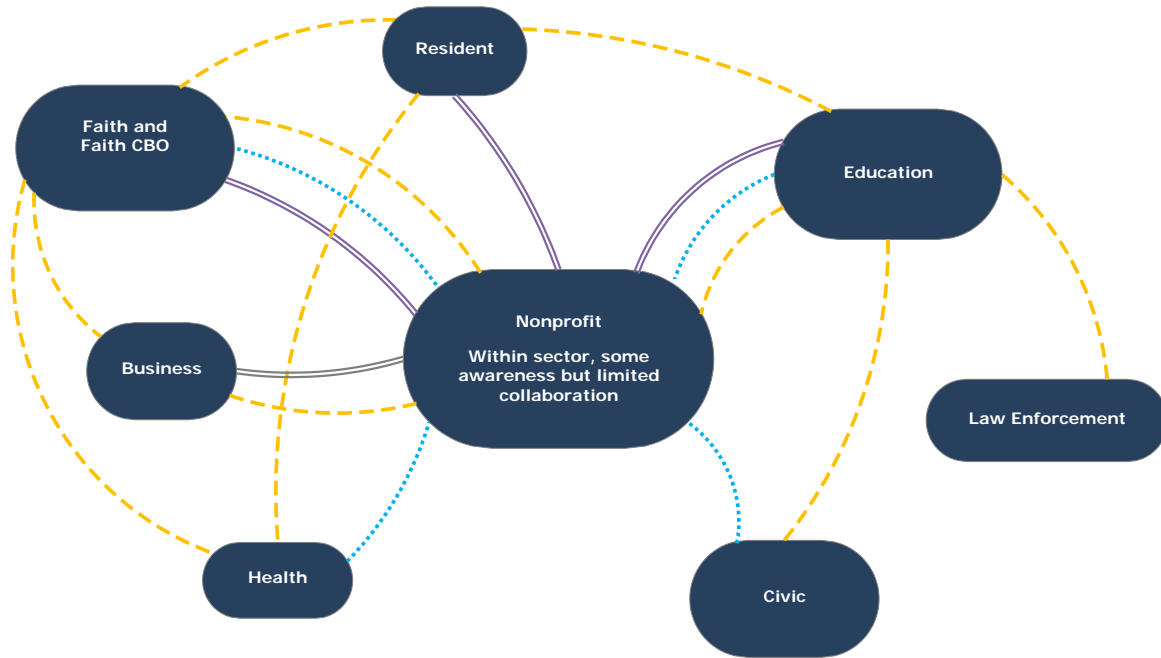 Resident
Faith and
Faith CBO
Education
Nonprofit
Within sector, some
awareness but limited
collaboration
Business
Law Enforcement
Health
Civic